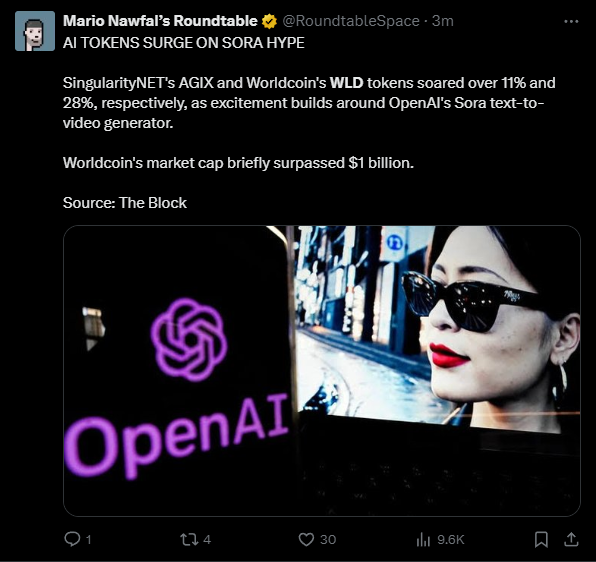 Mario Nawfal's Roundtable @RoundtableSpace · 3m
AI TOKENS SURGE ON SORA HYPE
SingularityNET's AGIX and Worldcoin's WLD tokens soared over 11% and
28%, respectively, as excitement builds around OpenAI's Sora text-to-
video generator.
Worldcoin's market cap briefly surpassed $1 billion.
Source: The Block
OpenAI
1 4 30 9.6K